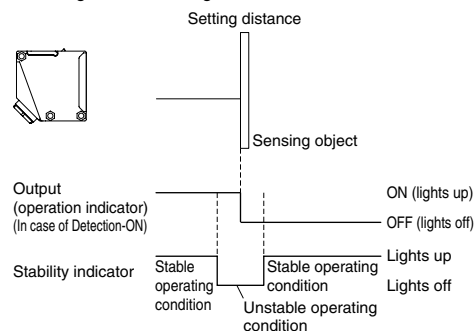 Setting distance
Sensing object
Output
(operation indicator)
(In case of Detection-ON)
ON (lights up)
OFF (lights off)
Stability indicator
Stable
operating
condition
Stable operating
condition
Lights up
Lights off
Unstable operating
condition